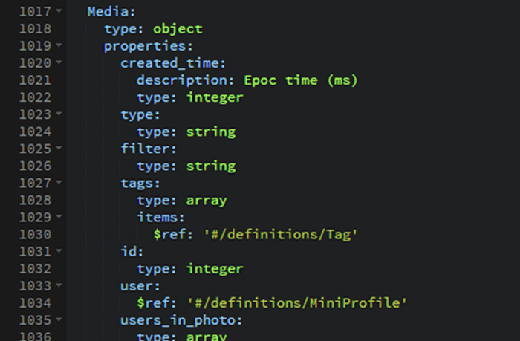 1017 Media:
1018 type: object
1019 properties:
1020 created_time:
1021 description: Epoc time (ms)
1022 type: integer
1023 type:
1024 type: string
1025 filter:
1026 type: string
1027 tags:
1028 type: array
1029 items:
1030 $ref: '#/definitions/Tag'
1031 id:
1032 type: integer
1033 user:
1034 $ref: '#/definitions/MiniProfile'
1035 users_in_photo:
1036 type: array